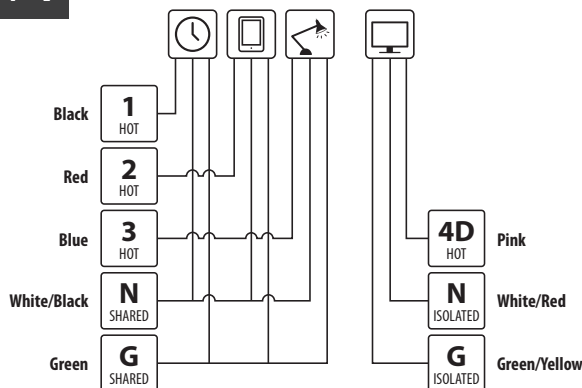 Black
1
HOT
Red
2
HOT
Blue
3
HOT
White/Black
N
SHARED
Green
G
SHARED
4D
HOT
Pink
N
ISOLATED
White/Red
G
ISOLATED
Green/Yellow